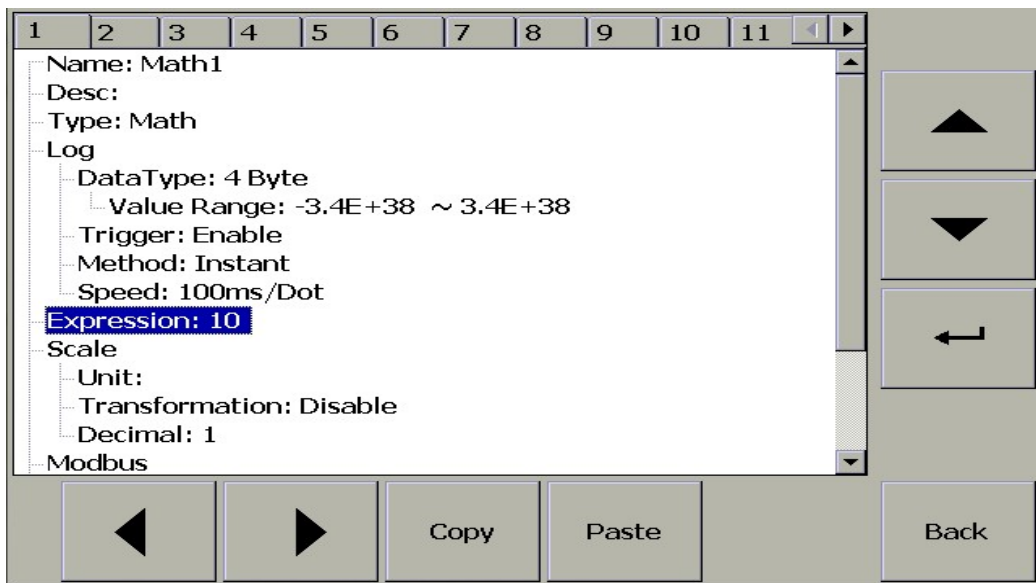 1 2 3 4 5 6 7 8 9 10 11
Name: Math1
Desc:
Type: Math
Log
DataType: 4 Byte
Value Range: -3.4E+38 ~ 3.4E+38
Trigger: Enable
Method: Instant
Speed: 100ms/Dot
Expression: 10
Scale
Unit:
Transformation: Disable
Decimal: 1
Modbus
Copy Paste Back